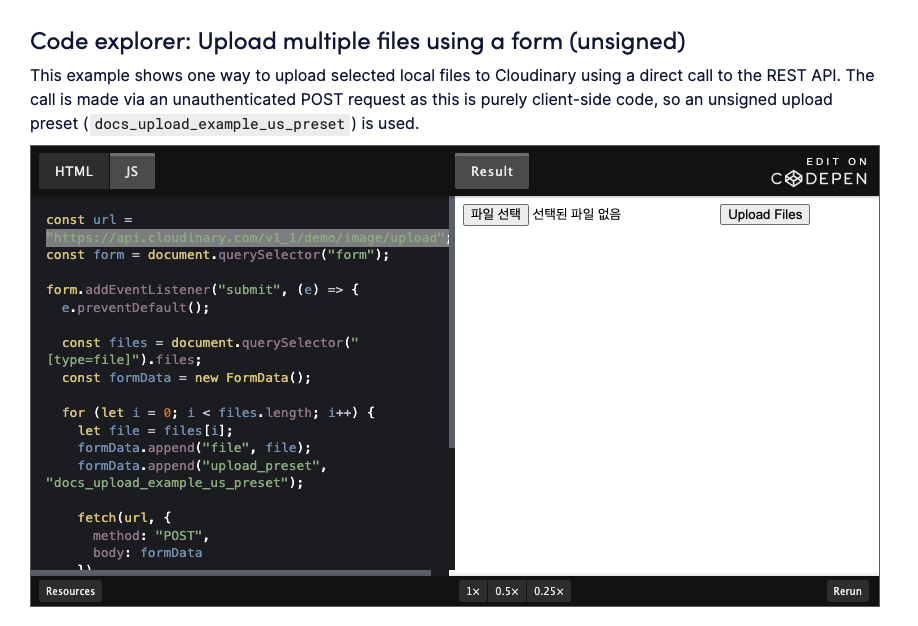 Code explorer: Upload multiple files using a form (unsigned)
This example shows one way to upload selected local files to Cloudinary using a direct call to the REST API. The
call is made via an unauthenticated POST request as this is purely client-side code, so an unsigned upload
preset ( docs_upload_example_us_preset ) is used.
HTML JS Result EDIT ON
CODEPEN
const url =
"https://api.cloudinary.com/v1_1/demo/image/upload";
const form = document.querySelector("form");
form.addEventListener("submit", (e) => {
e.preventDefault();
const files = document.querySelector("
[type=file]").files;
const formData = new FormData();
for (let i = 0; i < files.length; i++) {
let file = files[i];
formData.append("file", file);
formData.append("upload_preset",
"docs_upload_example_us_preset");
fetch(url, {
method: "POST",
body: formData
})
파일 선택 선택된 파일 없음 Upload Files
Resources 1× 0.5× 0.25× Rerun